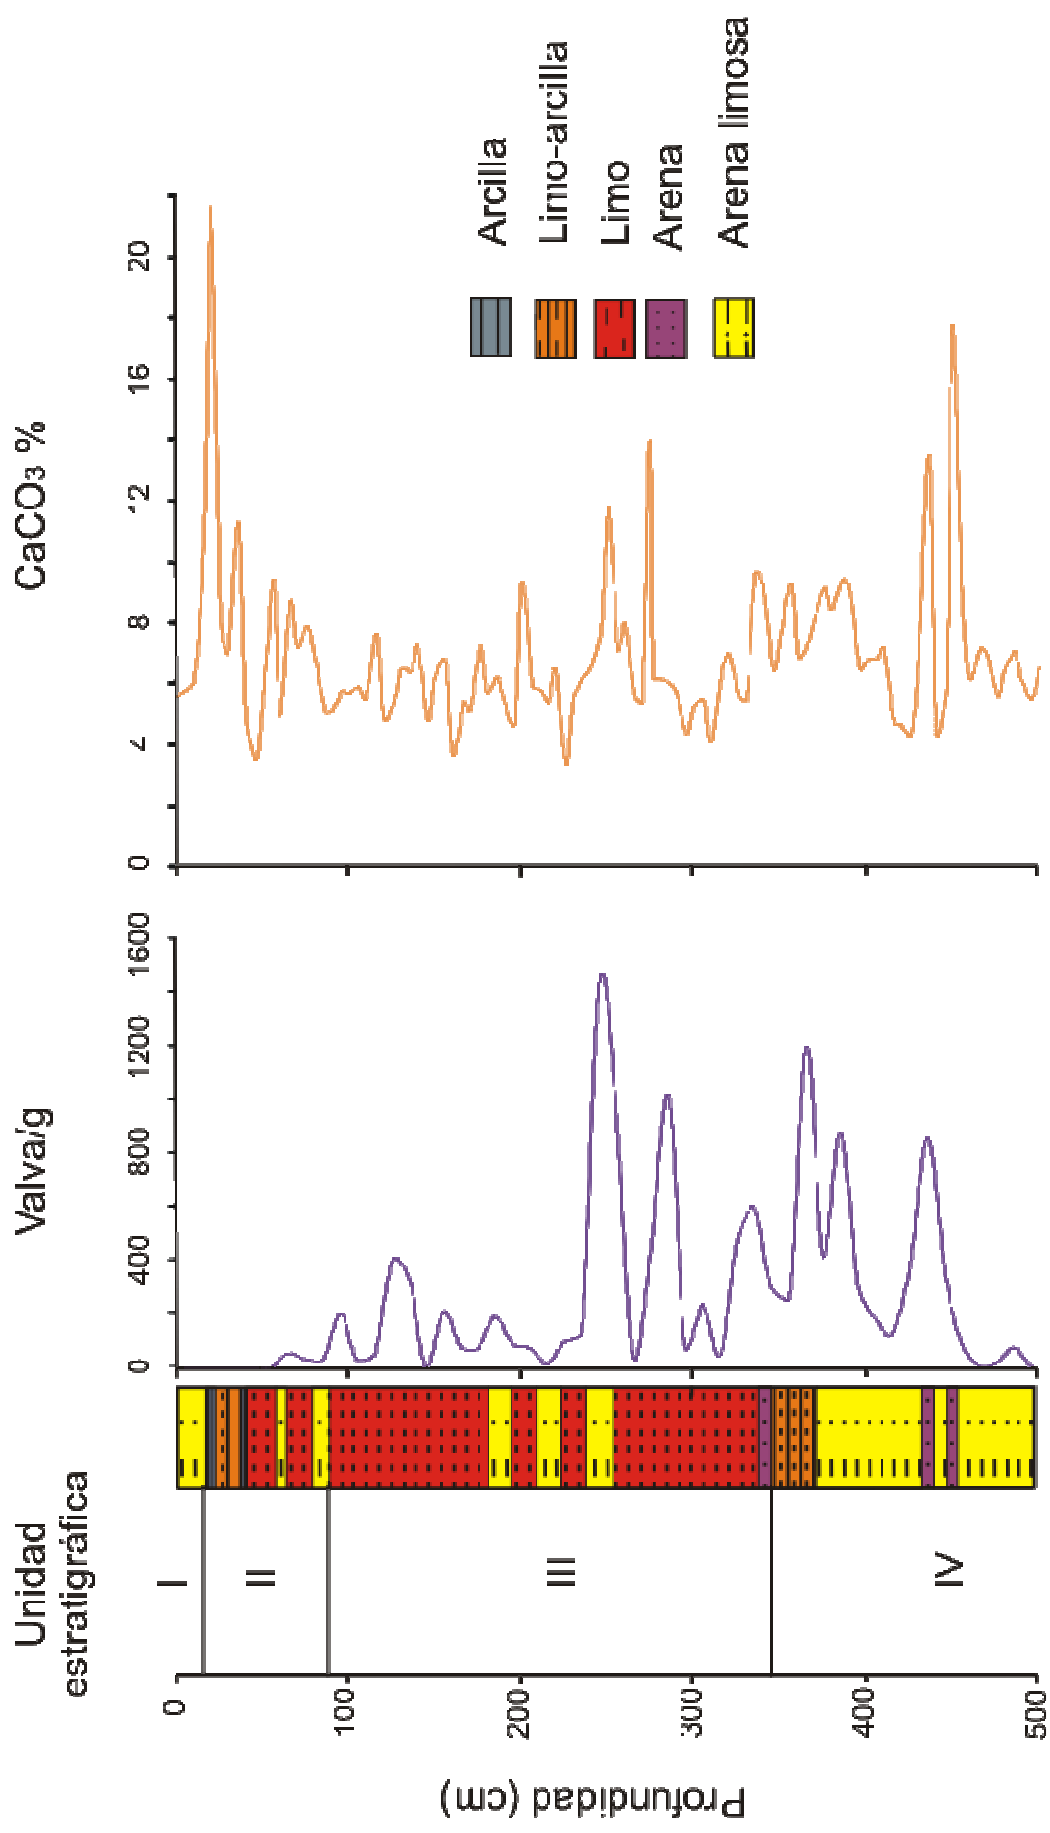 Unidad
estratigráfica
Valva/g
CaCO3 %
0
400
800
1200
1600
0
4
8
12
16
20
I
II
III
IV
0
100
200
300
400
500
Profundidad (cm)
Arcilla
Limo-arcilla
Limo
Arena
Arena limosa